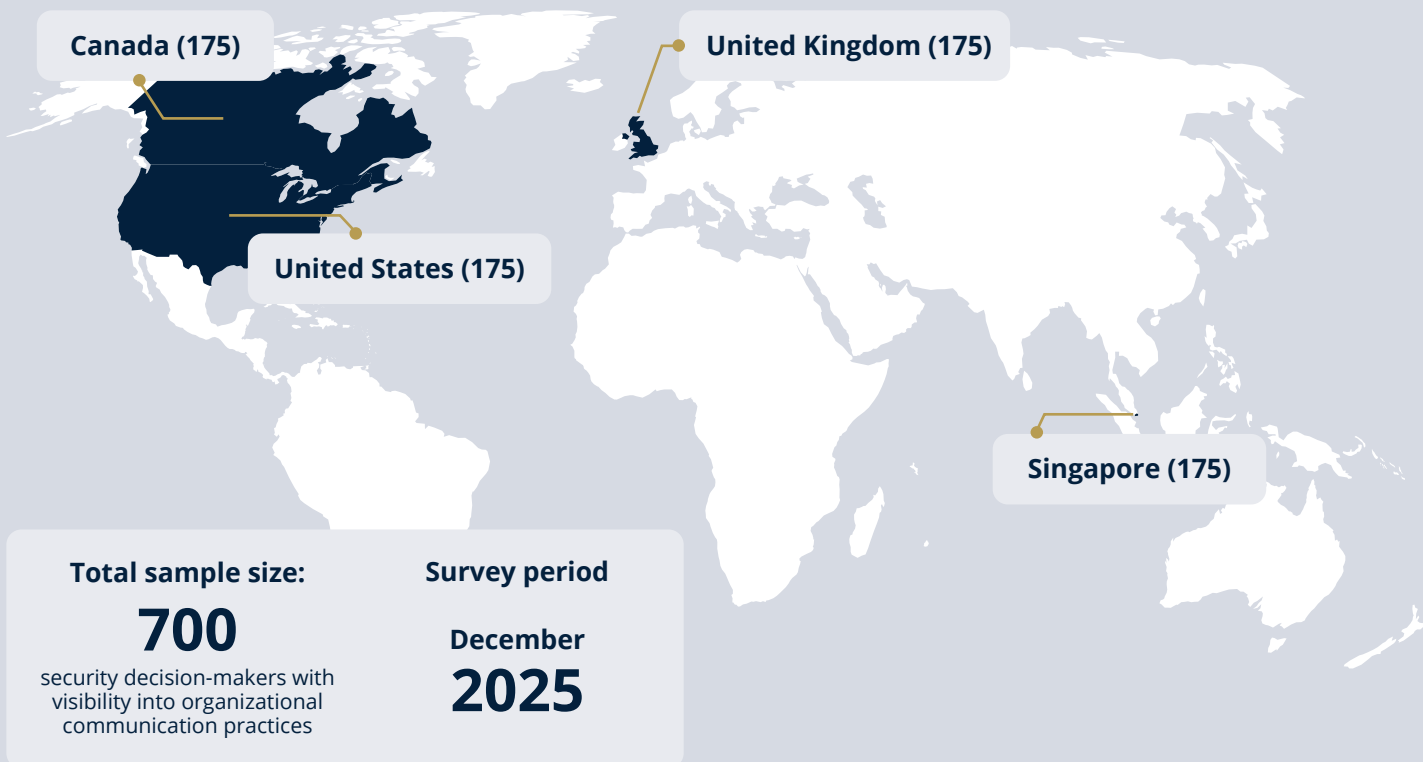 Canada (175)
United Kingdom (175)
United States (175)
Singapore (175)
Total sample size:
700
security decision-makers with
visibility into organizational
communication practices
Survey period
December
2025